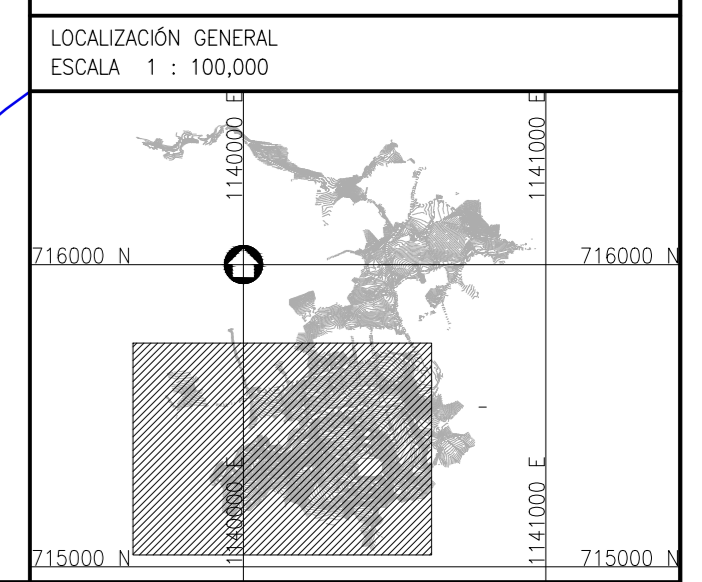 LOCALIZACIÓN GENERAL
ESCALA 1 : 100,000
1140000 E
1141000 E
716000 N
716000 N
1140000 E
1141000 E
715000 N
715000 N